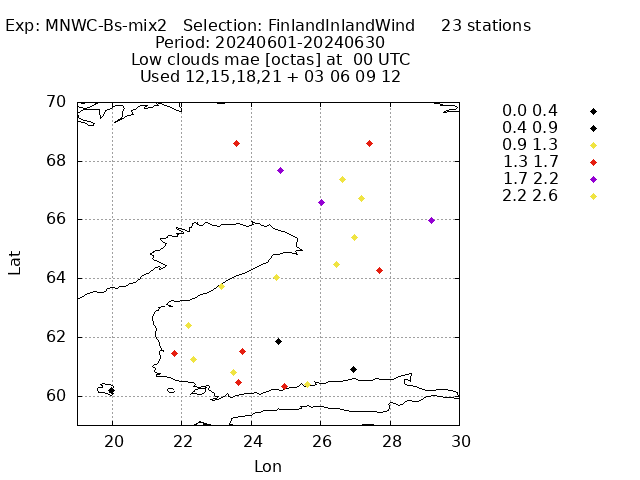 Exp: MNWC-Bs-mix2   Selection: FinlandInlandWind     23 stations
Period: 20240601-20240630
Low clouds mae [octas] at  00 UTC
Used 12,15,18,21 + 03 06 09 12
0.0 0.4
0.4 0.9
0.9 1.3
1.3 1.7
1.7 2.2
2.2 2.6
70
68
66
64
62
60
Lat
20 22 24 26 28 30
Lon